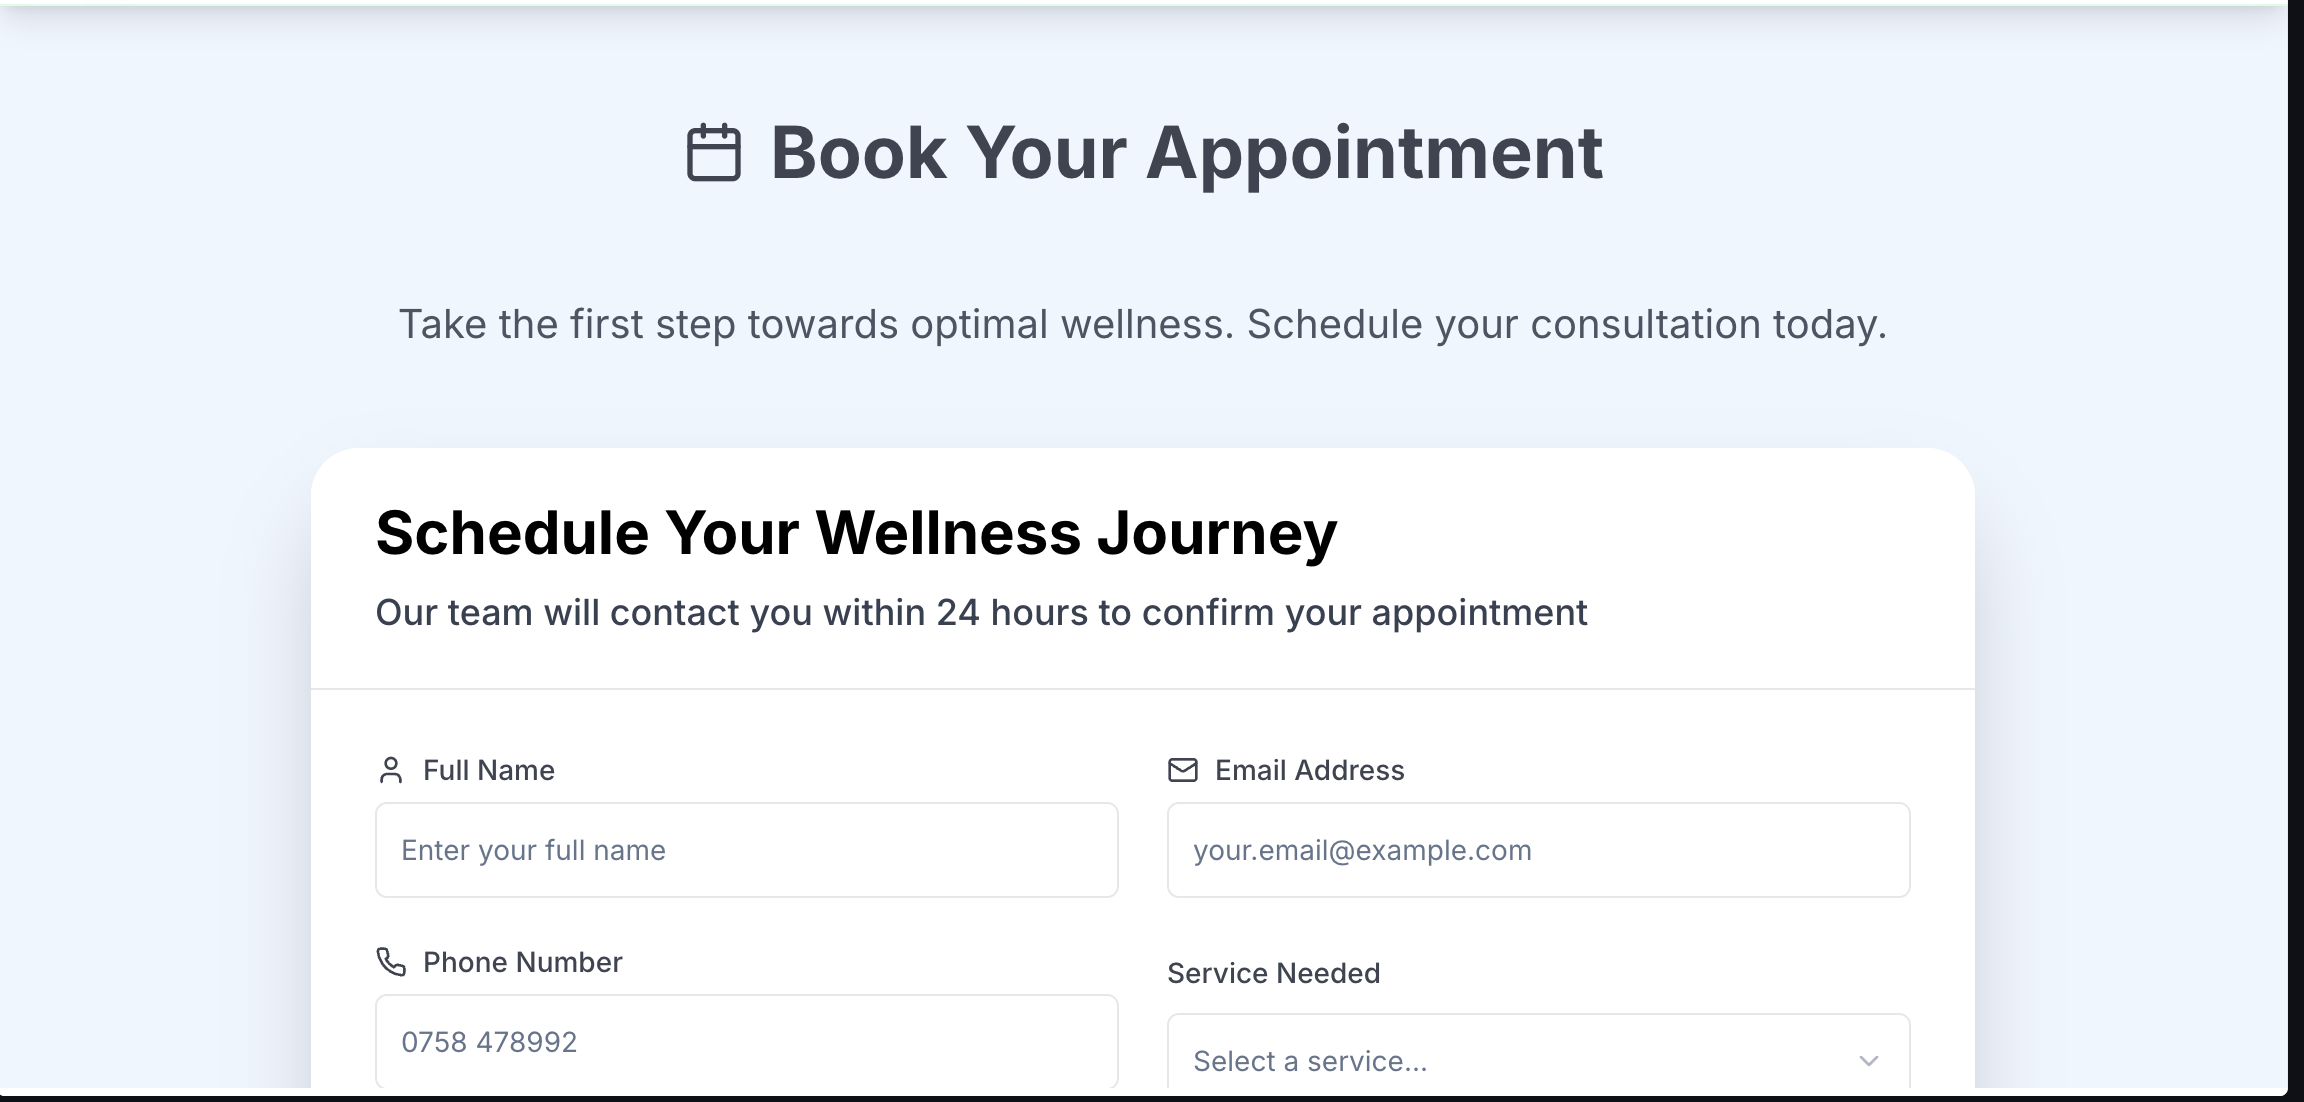 Book Your Appointment
Take the first step towards optimal wellness. Schedule your consultation today.
Schedule Your Wellness Journey
Our team will contact you within 24 hours to confirm your appointment
Full Name
Email Address
Enter your full name
your.email@example.com
Phone Number
Service Needed
0758 478992
Select a service...